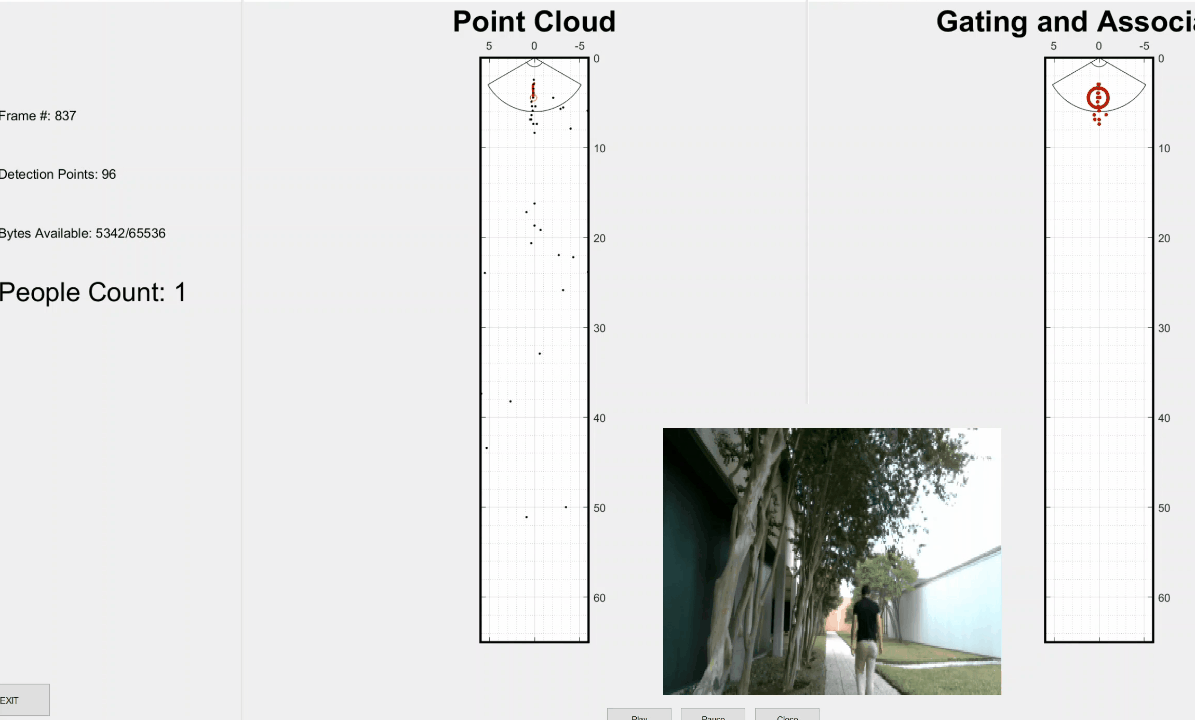 Point Cloud
Gating and Associa
5 0 -5
5 0 -5
0
10
20
30
40
50
60
0
10
20
30
40
50
60
Frame #: 837
Detection Points: 96
Bytes Available: 5342/65536
People Count: 1
EXIT
Play
Pause
Close